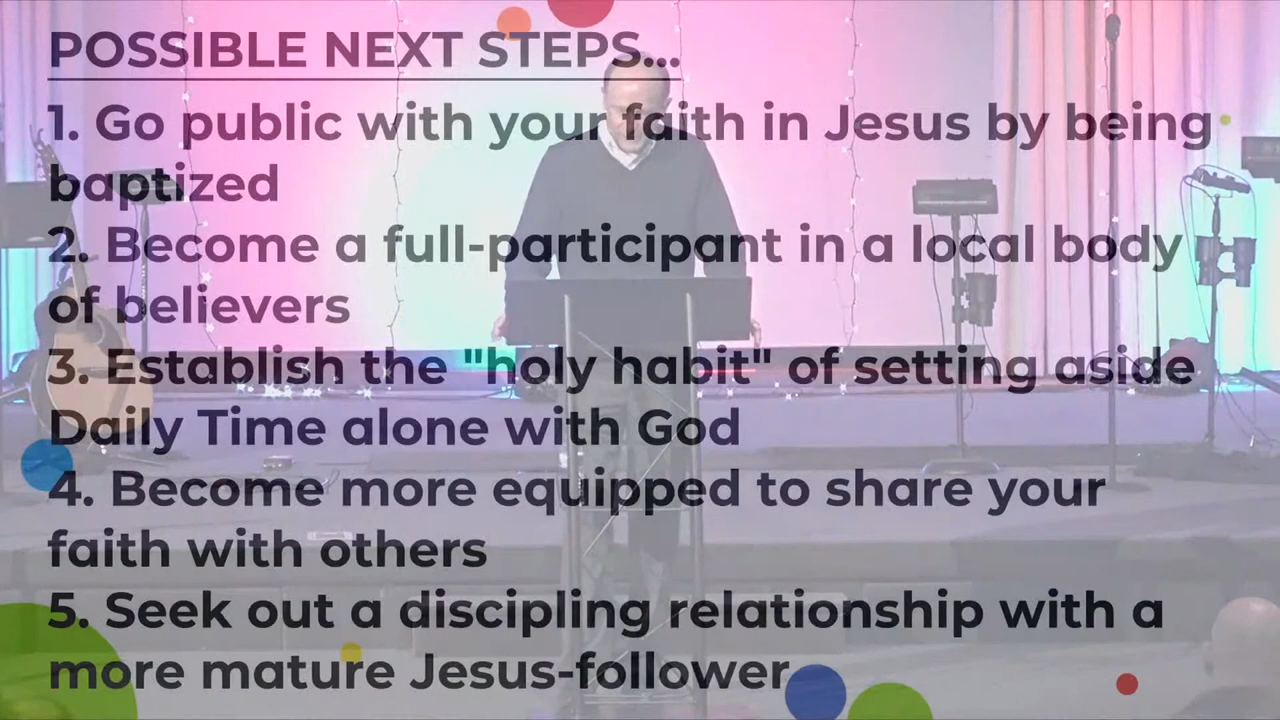 POSSIBLE NEXT STEPS...
1. Go public with your faith in Jesus by being
baptized
2. Become a full-participant in a local body
of believers
3. Establish the "holy habit" of setting aside
Daily Time alone with God
4. Become more equipped to share your
faith with others
5. Seek out a discipling relationship with a
more mature Jesus-follower